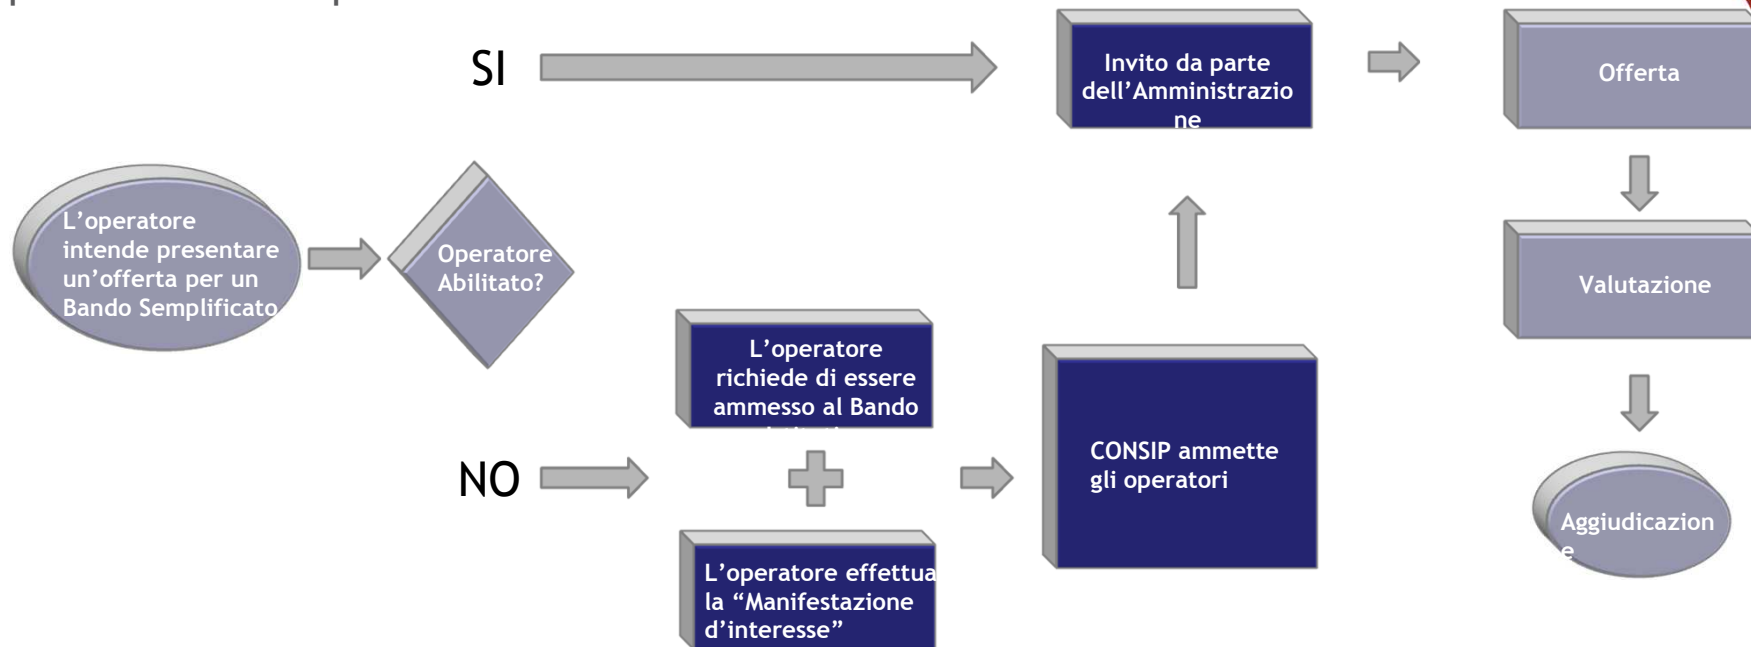 SI
Invito da parte
dell’Amministrazio
ne
Offerta
L’operatore
intende presentare
un’offerta per un
Bando Semplificato
Operatore
Abilitato?
Valutazione
L’operatore
richiede di essere
ammesso al Bando
NO
CONSIP ammette
gli operatori
L’operatore effettua
la “Manifestazione
d’interesse”
Aggiudicazion
e